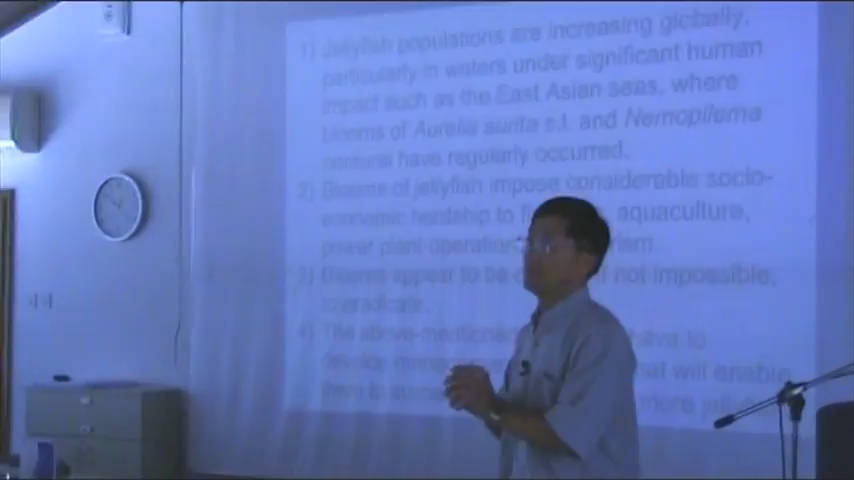 1) Jellyfish populations are increasing globally,
particularly in waters under significant human
impact such as the East Asian seas, where
blooms of Aurelia aurita s.l. and Nemopilema
nomurai have regularly occurred.
2) Blooms of jellyfish impose considerable socio-
economic hardship to aquaculture,
power plant operation
3) Blooms appear to be if not impossible,
to eradicate.
4) The above-mentioned have to
develop that will enable
more